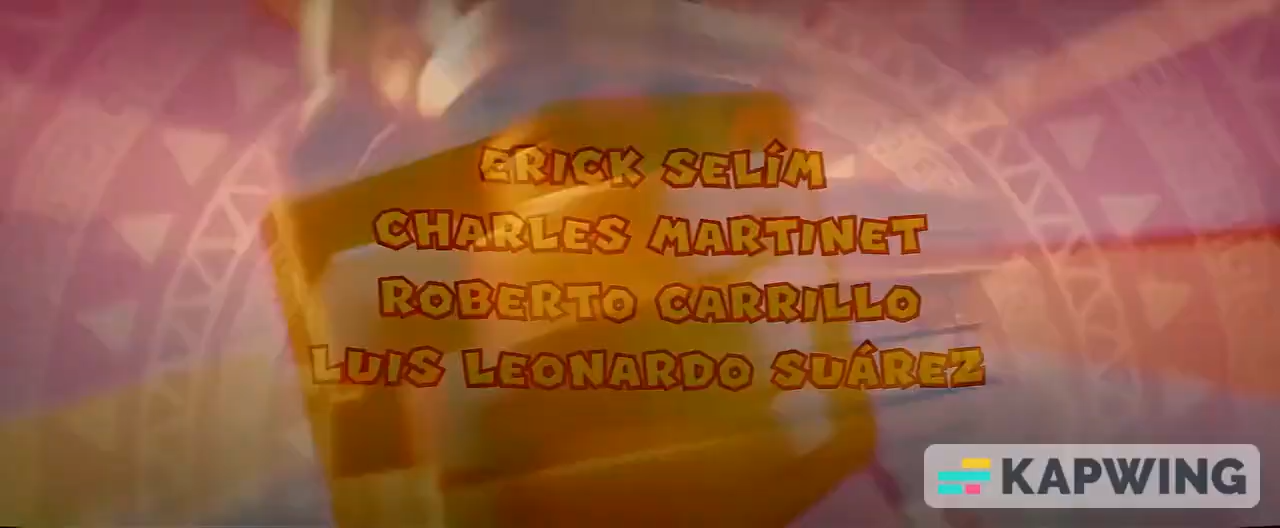 ERICK SELÍM
CHARLES MARTINET
ROBERTO CARRILLO
LUIS LEONARDO SUÁREZ
KAPWING